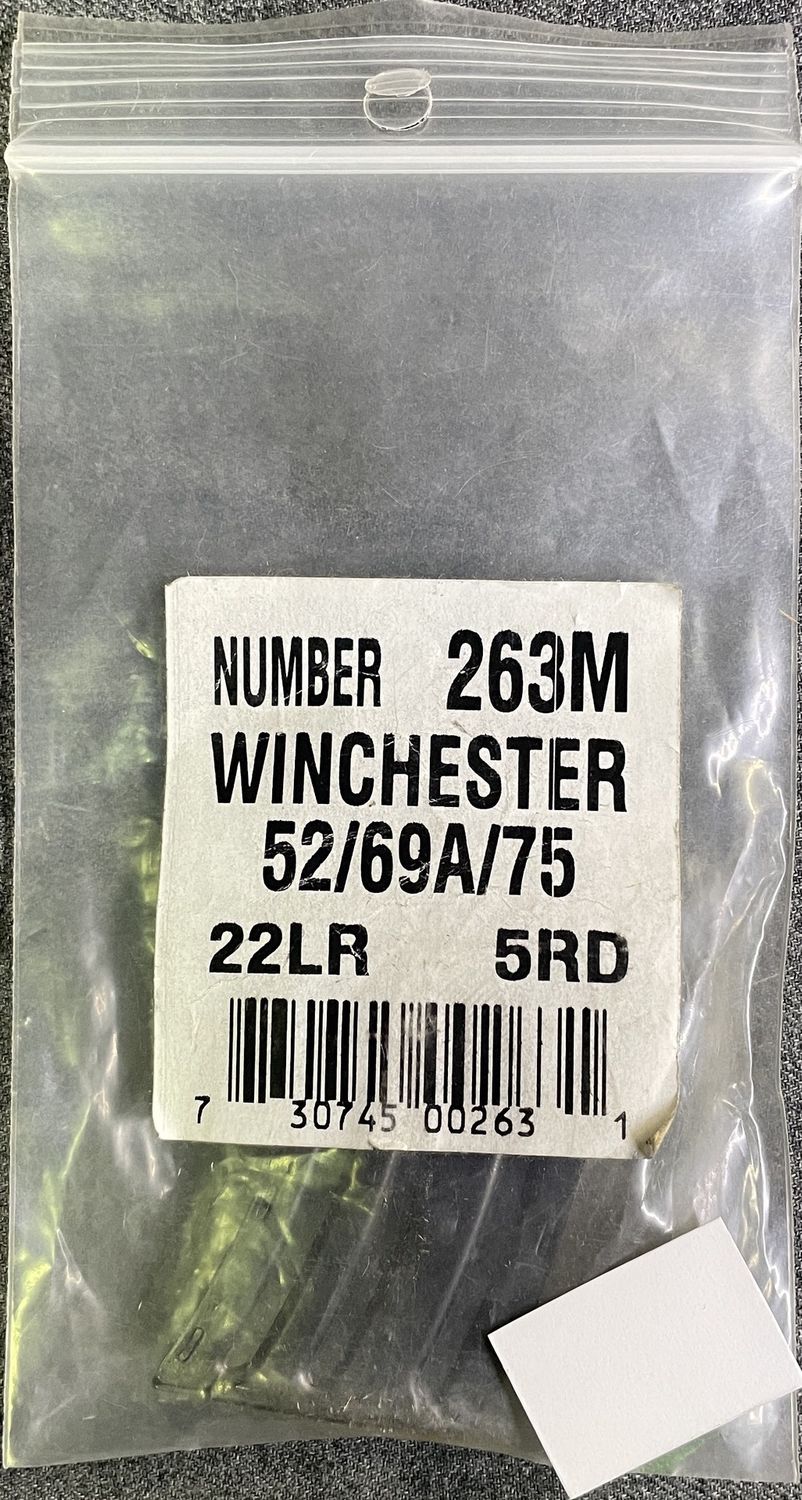 NUMBER 263M
WINCHESTER
52/69A/75
22LR 5RD
7 30745 00263 1